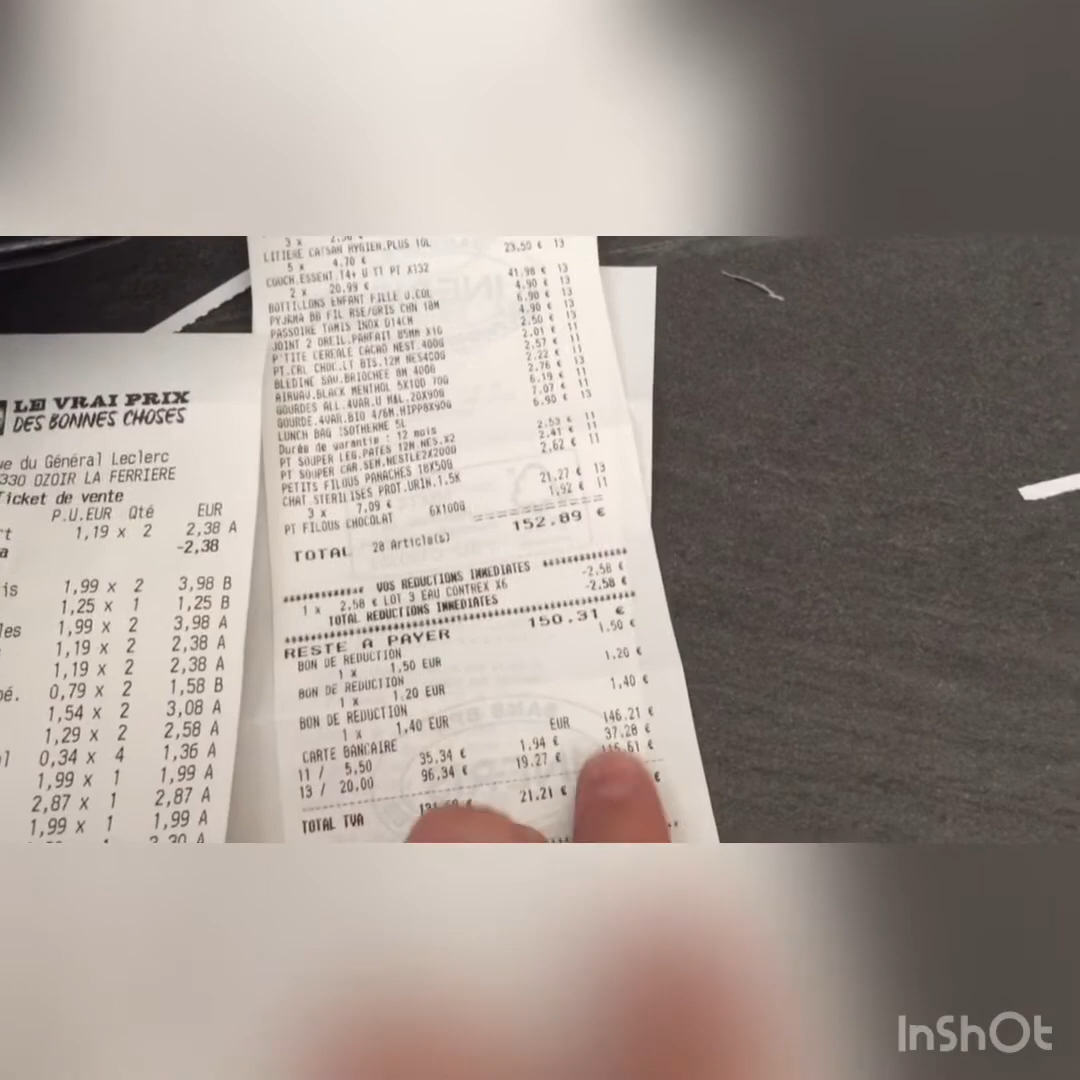 LE VRAI PRIX
DES BONNES CHOSES
ue du Général Leclerc
330 OZOIR LA FERRIERE
Ticket de vente
P.U.EUR Qté EUR
rt 1,19 x 2 2,38 A
a -2,38
is 1,99 x 2 3,98 B
1,25 x 1 1,25 B
les 1,99 x 2 3,98 A
1,19 x 2 2,38 A
1,19 x 2 2,38 A
pé. 0,79 x 2 1,58 B
1,54 x 2 3,08 A
1,29 x 2 2,58 A
0,34 x 4 1,36 A
1,99 x 1 1,99 A
2,87 x 1 2,87 A
1,99 x 1 1,99 A
3 x
LITIERE CATSAN HYGIEN.PLUS 10L
5 x 4.70 € 23,50 € 13
COUCH.ESSENT T4+ U TT PT X132
2 x 20.99 € 41,98 € 13
BOTTILLONS ENFANT FILLE U.COL 4.90 € 13
PYJAMA BB FIL RSE/GRIS CHN 18M 6.90 € 13
PASSOIRE TAMIS INOX D14CM 4.90 € 13
JOINT 2 OREIL.PARFAIT 85MM X10 2.50 € 13
P'TITE CEREALE CACAO NEST.400G 2.01 € 11
PT.CRL CHOC.LT BIS.12M NES400G 2,57 € 11
BLEDINE SAV.BRIOCHEE 8M 400G 2.22 € 11
AIRWAV.BLACK MENTHOL 5X10D 70G 2.76 € 13
GOURDES ALL.4VAR.U M&L.20X90G 6.19 € 11
GOURDE.4VAR.BIO 4/6M.HIPP8X90G 7.07 € 11
LUNCH BAG ISOTHERME 5L 6.90 € 13
Durée de garantie : 12 mois
PT SOUPER LEG.PATES 12M.NES.X2 2.53 € 11
PT SOUPER CAR.SEM.NESTLE2X200D 2.41 € 11
PETITS FILOUS PANACHES 18X50G 2,62 € 11
CHAT STERILISES PROT.URIN.1.5K
3 x 7.09 € 21,27 € 13
PT FILOUS CHOCOLAT 6X100G 1,92 € 11
TOTAL 28 Article(s) 152.89 €
************ VOS REDUCTIONS IMMEDIATES ************
1 x 2.58 € LOT 3 EAU CONTREX X6 -2.58 €
TOTAL REDUCTIONS IMMEDIATES -2.58 €
RESTE A PAYER 150.31 €
BON DE REDUCTION 1.50 €
1 x 1,50 EUR
BON DE REDUCTION 1.20 €
1 x 1.20 EUR
BON DE REDUCTION 1,40 €
1 x 1,40 EUR
CARTE BANCAIRE EUR 146.21 €
11 / 5.50 35.34 € 1.94 € 37.28 €
13 / 20.00 96,34 € 19.27 €
TOTAL TVA 21.21 €
InShOt